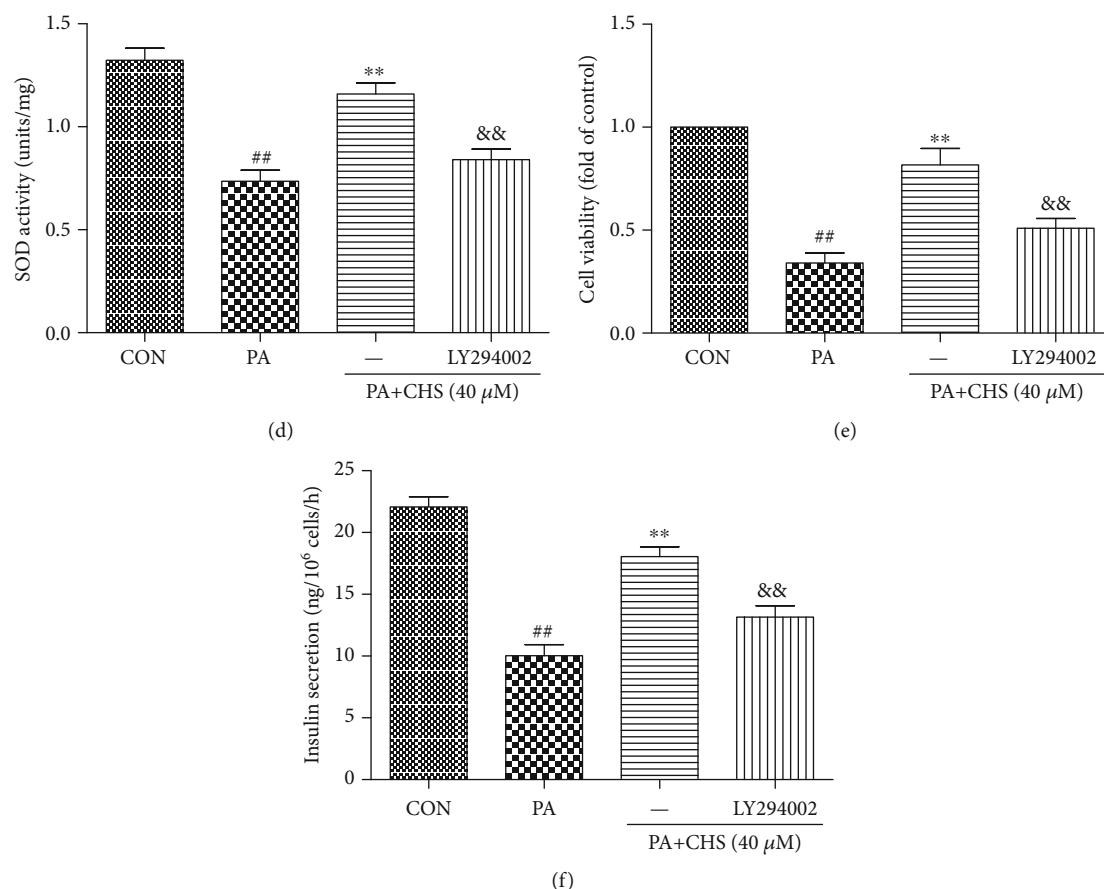 SOD activity (units/mg)
1.5
1.0
0.5
0.0
##
**
&&
CON
PA
—
LY294002
PA+CHS (40 μM)
(d)
Cell viability (fold of control)
1.5
1.0
0.5
0.0
##
**
&&
CON
PA
—
LY294002
PA+CHS (40 μM)
(e)
Insulin secretion (ng/10⁶ cells/h)
25
20
15
10
5
0
##
**
&&
CON
PA
—
LY294002
PA+CHS (40 μM)
(f)